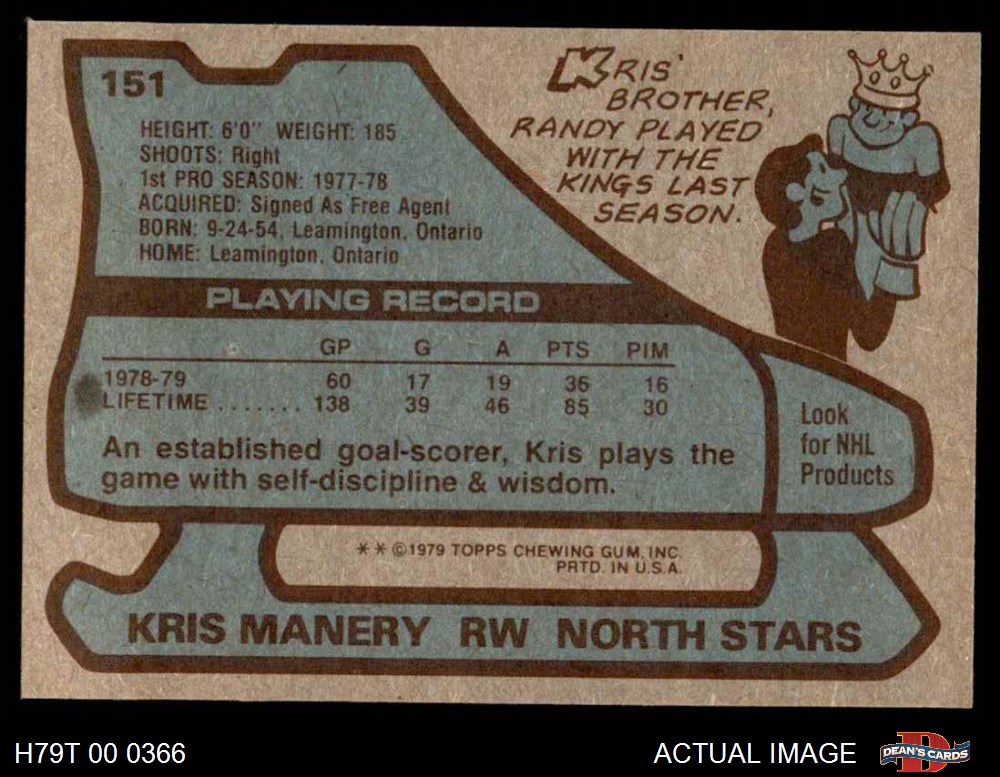 151
HEIGHT: 6'0" WEIGHT: 185
SHOOTS: Right
1st PRO SEASON: 1977-78
ACQUIRED: Signed As Free Agent
BORN: 9-24-54, Leamington, Ontario
HOME: Leamington, Ontario
KRIS'
BROTHER,
RANDY PLAYED
WITH THE
KINGS LAST
SEASON.
PLAYING RECORD
GP G A PTS PIM
1978-79 60 17 19 36 16
LIFETIME ....... 138 39 46 85 30
An established goal-scorer, Kris plays the
game with self-discipline & wisdom.
Look
for NHL
Products
** ©1979 TOPPS CHEWING GUM, INC.
PRTD. IN U.S.A.
KRIS MANERY RW NORTH STARS
H79T 00 0366
ACTUAL IMAGE
D
DEAN'S CARDS